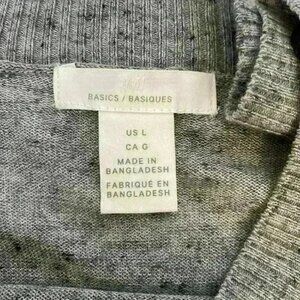 BASICS / BASIQUES
US L
CA G
MADE IN
BANGLADESH
FABRIQUÉ EN
BANGLADESH